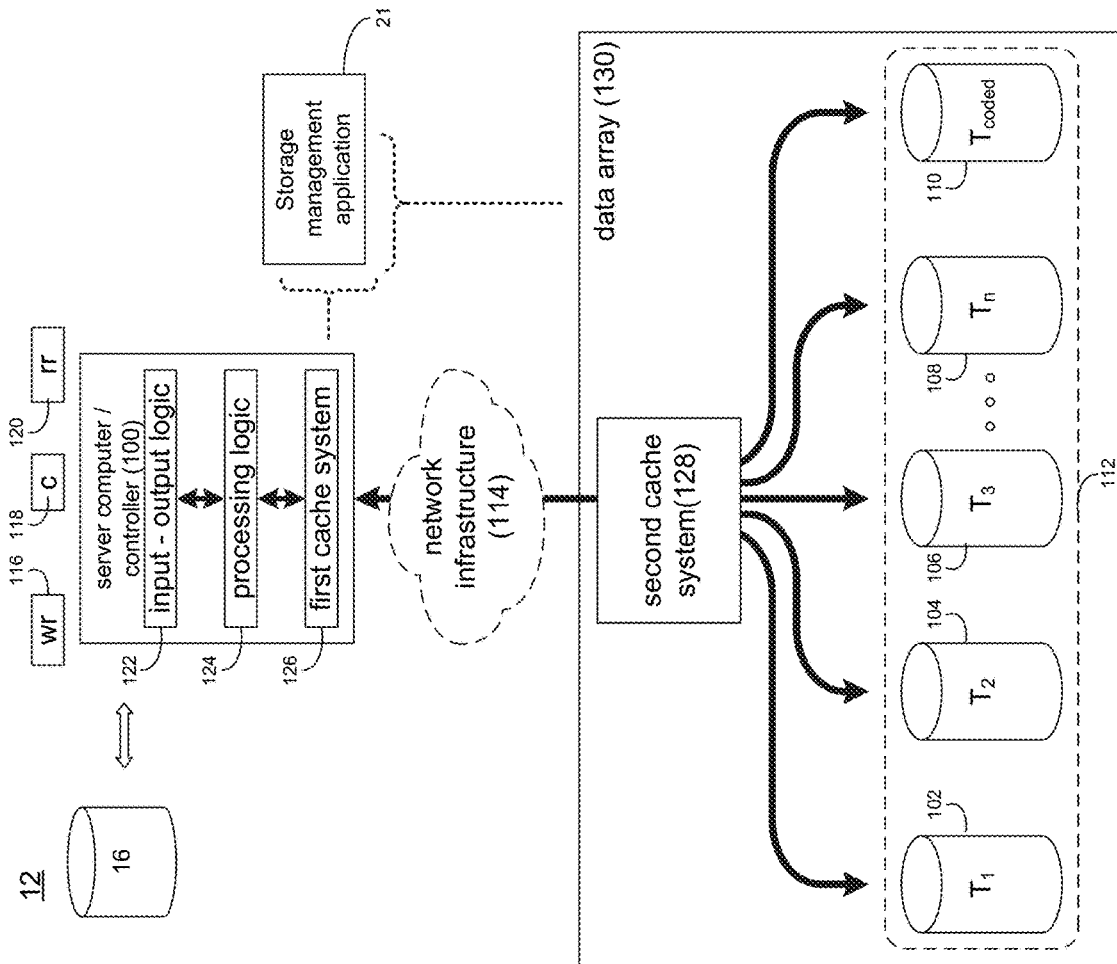 12
16
wr
116
c
118
rr
120
server computer /
controller (100)
input - output logic
122
processing logic
124
first cache system
126
Storage
management
application
21
network
infrastructure
(114)
data array (130)
second cache
system(128)
T1
102
T2
104
T3
106
Tn
108
Tcoded
110
112